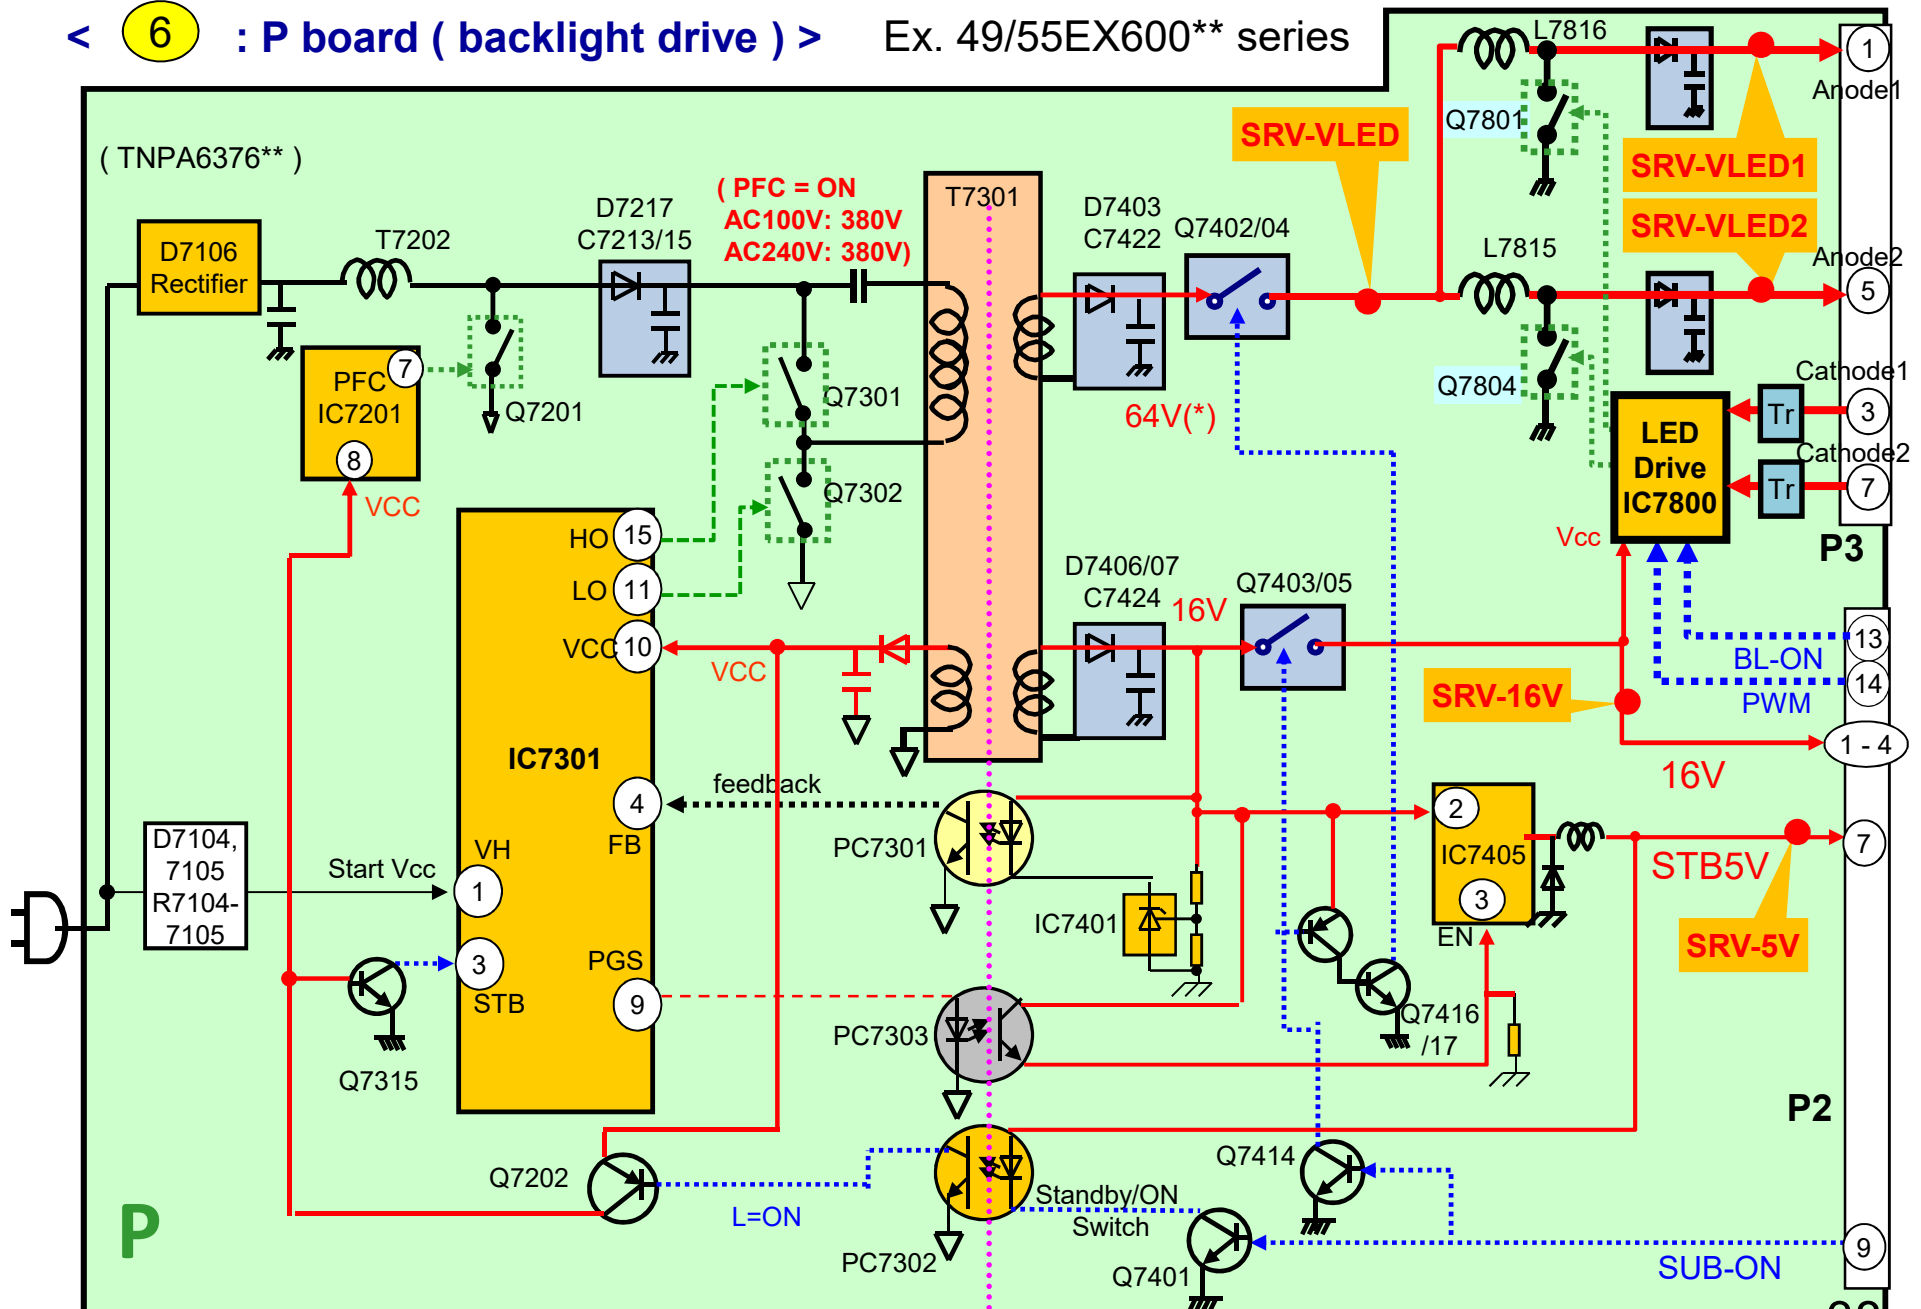 < 6 : P board ( backlight drive ) > Ex. 49/55EX600** series
( TNPA6376** )
D7106
Rectifier
T7202
D7217
C7213/15
( PFC = ON
AC100V: 380V
AC240V: 380V)
T7301
D7403
C7422
Q7402/04
SRV-VLED
L7816
Q7801
SRV-VLED1
SRV-VLED2
1
Anode1
L7815
Anode2
5
Q7804
Cathode1
3
Tr
Cathode2
7
Tr
LED
Drive
IC7800
P3
PFC
IC7201
7
8
VCC
Q7201
Q7301
Q7302
64V(*)
HO
15
LO
11
VCC
10
VCC
IC7301
4
FB
feedback
VH
1
3
STB
PGS
9
D7406/07
C7424
16V
Q7403/05
Vcc
SRV-16V
13
BL-ON
14
PWM
1 - 4
16V
D7104,
7105
R7104-
7105
Start Vcc
PC7301
IC7401
2
IC7405
3
EN
STB5V
7
SRV-5V
Q7315
PC7303
Q7416
/17
P2
Q7202
L=ON
PC7302
Standby/ON
Switch
Q7414
Q7401
SUB-ON
9
P